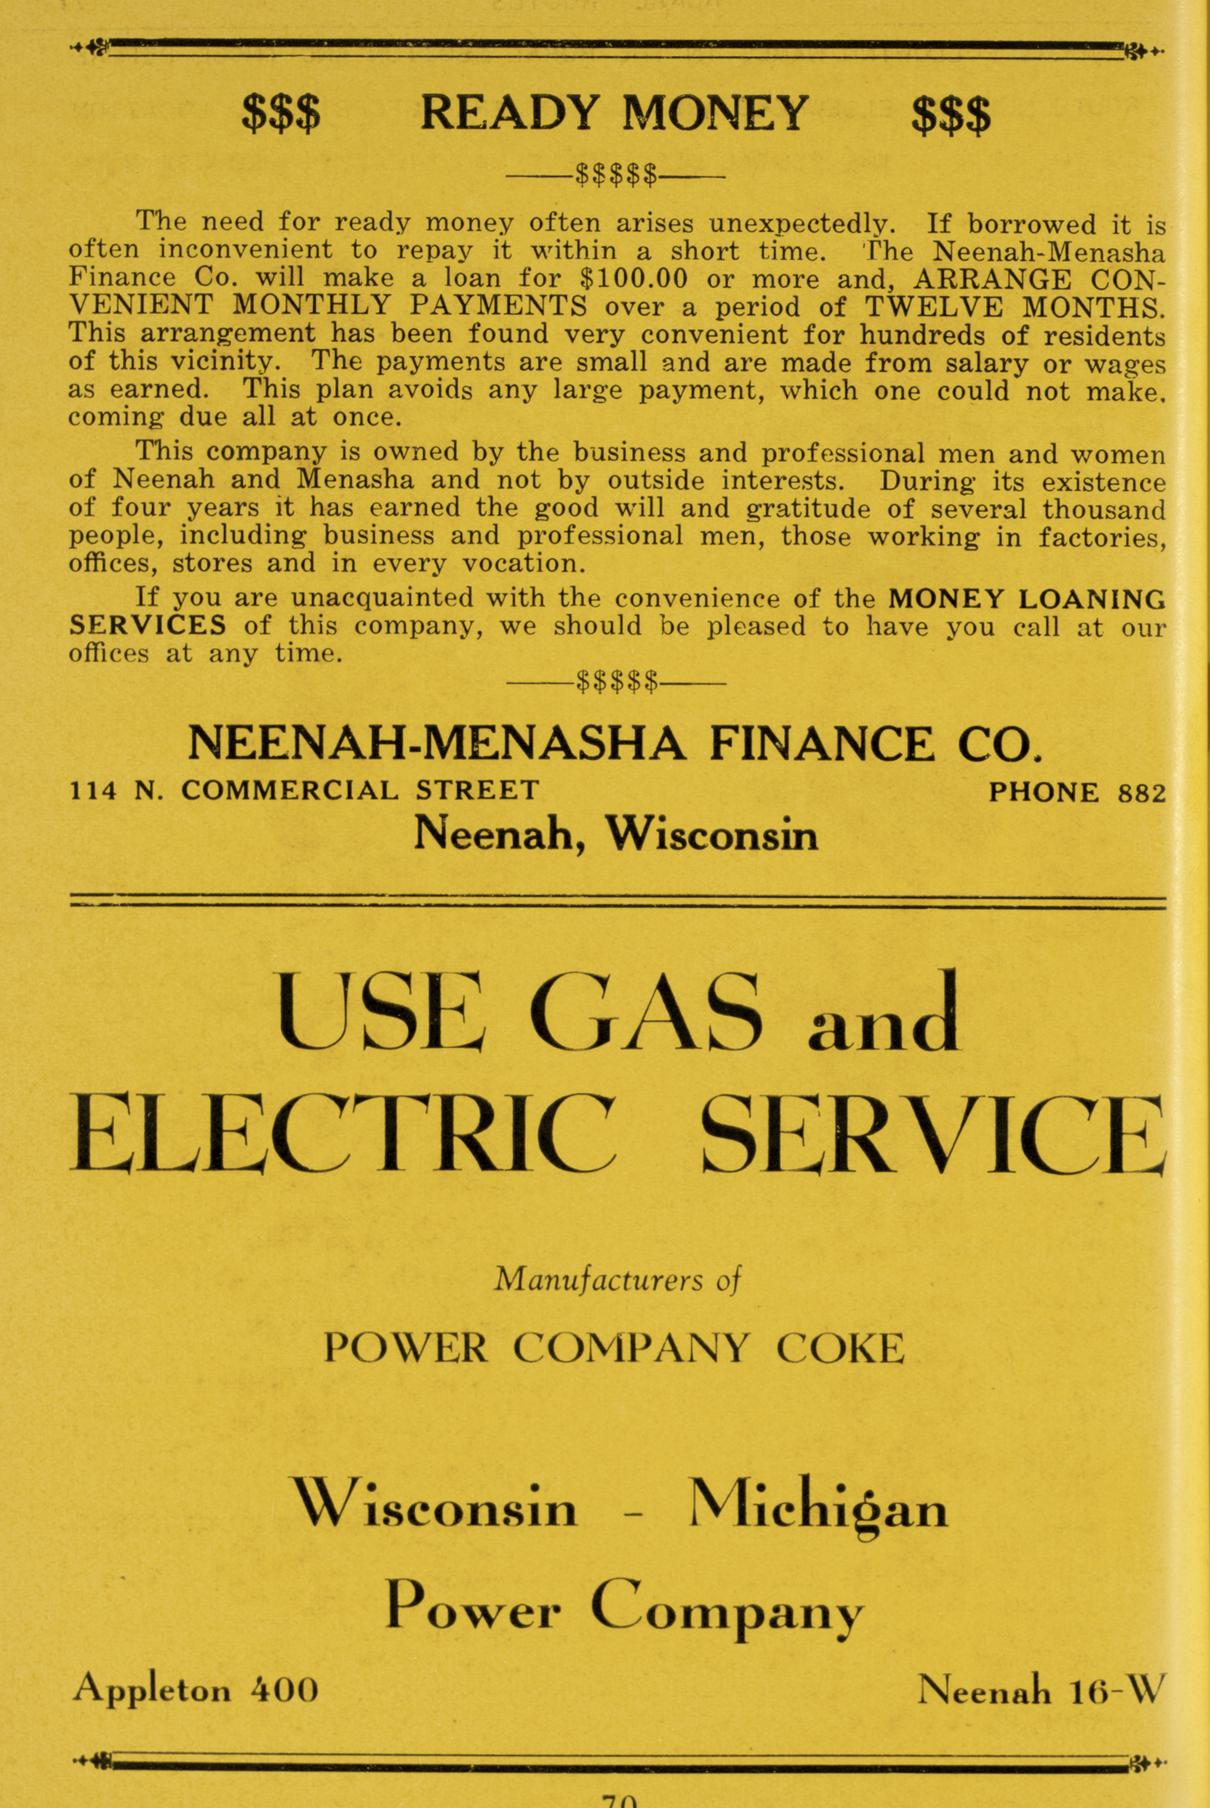 $$$ READY MONEY $$$
$$$$$
The need for ready money often arises unexpectedly. If borrowed it is
often inconvenient to repay it within a short time. The Neenah-Menasha
Finance Co. will make a loan for $100.00 or more and, ARRANGE CON-
VENIENT MONTHLY PAYMENTS over a period of TWELVE MONTHS.
This arrangement has been found very convenient for hundreds of residents
of this vicinity. The payments are small and are made from salary or wages
as earned. This plan avoids any large payment, which one could not make.
coming due all at once.
This company is owned by the business and professional men and women
of Neenah and Menasha and not by outside interests. During its existence
of four years it has earned the good will and gratitude of several thousand
people, including business and professional men, those working in factories,
offices, stores and in every vocation.
If you are unacquainted with the convenience of the MONEY LOANING
SERVICES of this company, we should be pleased to have you call at our
offices at any time.
$$$$$
NEENAH-MENASHA FINANCE CO.
114 N. COMMERCIAL STREET PHONE 882
Neenah, Wisconsin
USE GAS and
ELECTRIC SERVICE
Manufacturers of
POWER COMPANY COKE
Wisconsin - Michigan
Power Company
Appleton 400 Neenah 16-W
70